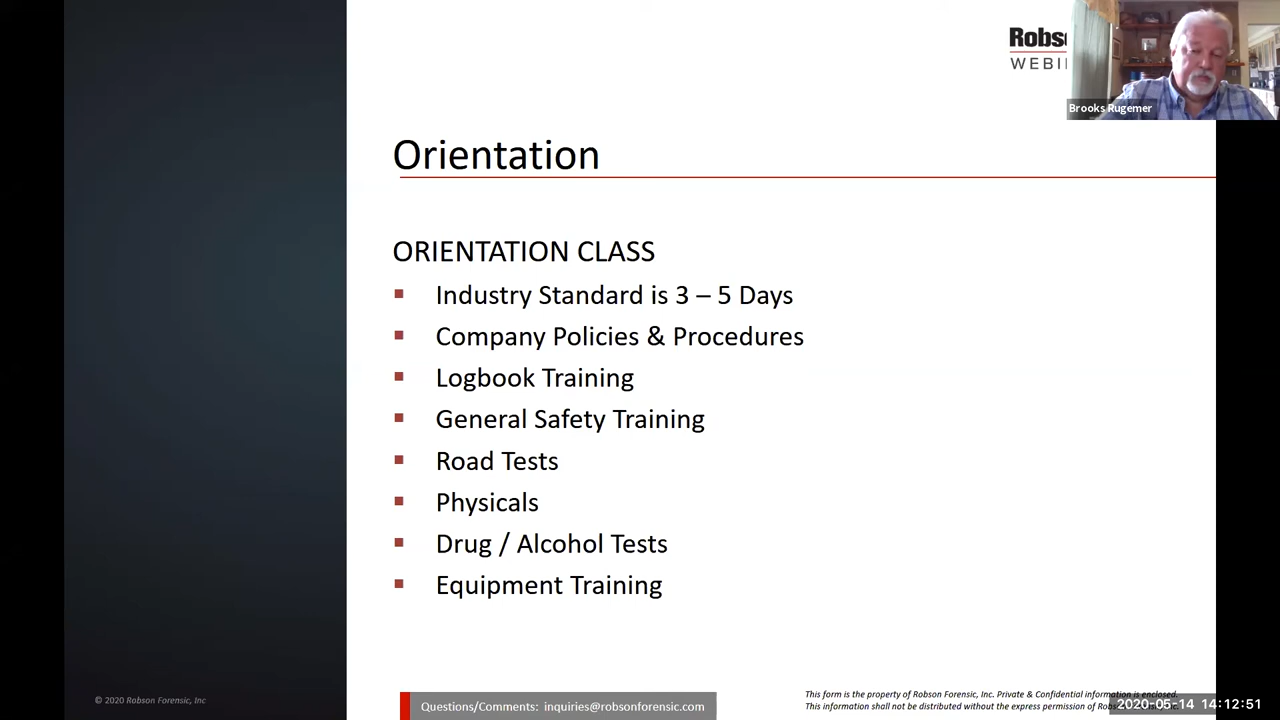 Robs
WEBI
Brooks Rugemer
Orientation
ORIENTATION CLASS
Industry Standard is 3 – 5 Days
Company Policies & Procedures
Logbook Training
General Safety Training
Road Tests
Physicals
Drug / Alcohol Tests
Equipment Training
© 2020 Robson Forensic, Inc
Questions/Comments: inquiries@robsonforensic.com
This form is the property of Robson Forensic, Inc. Private & Confidential information is enclosed.
This information shall not be distributed without the express permission of Robs
2020-05-14 14:12:51